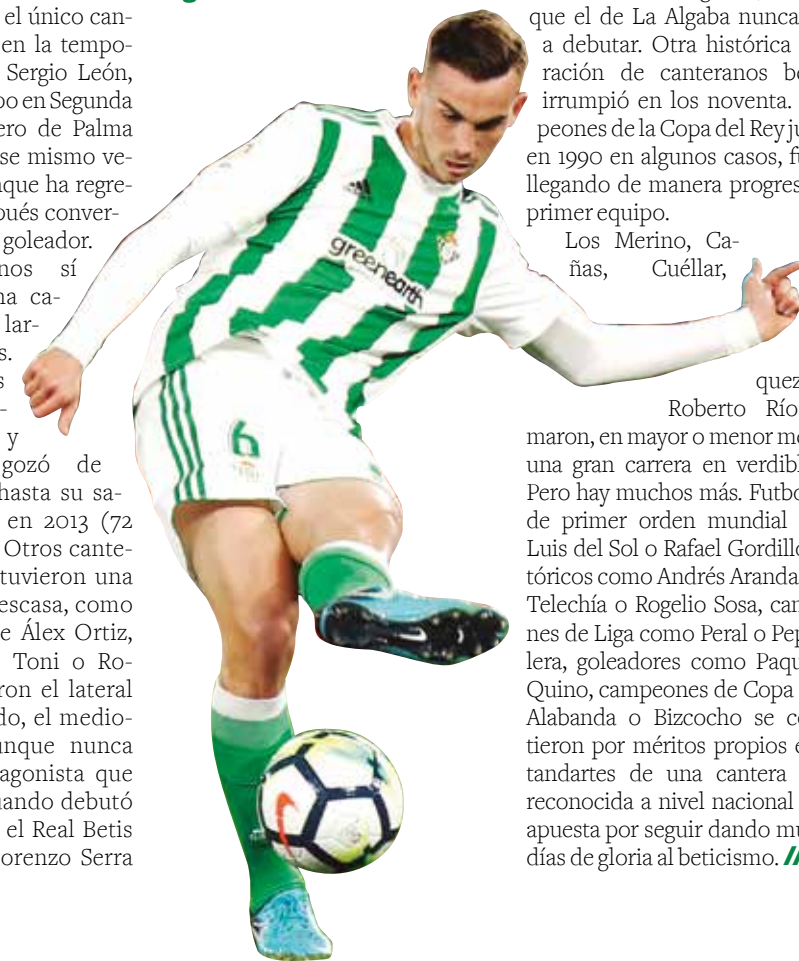 el único can-
en la tempo-
Sergio León,
po en Segunda
ero de Palma
se mismo ve-
nque ha regre-
pués conver-
goleador.
nos sí
na ca-
lar-
s.
s
-
y
gozó de
hasta su sa-
en 2013 (72
Otros cante-
tuvieron una
escasa, como
e Álex Ortiz,
Toni o Ro-
ron el lateral
do, el medio-
unque nunca
agonista que
uando debutó
el Real Betis
orenzo Serra
que el de La Algaba nunca
a debutar. Otra histórica
ración de canteranos be
irrumpió en los noventa.
peones de la Copa del Rey ju
en 1990 en algunos casos, fu
llegando de manera progres
primer equipo.
Los Merino, Ca-
ñas, Cuéllar,
quez
Roberto Río
maron, en mayor o menor me
una gran carrera en verdibl
Pero hay muchos más. Futbo
de primer orden mundial
Luis del Sol o Rafael Gordillo
tóricos como Andrés Aranda
Telechía o Rogelio Sosa, cam
nes de Liga como Peral o Pep
lera, goleadores como Paqu
Quino, campeones de Copa
Alabanda o Bizcocho se co
tieron por méritos propios e
tandartes de una cantera
reconocida a nivel nacional
apuesta por seguir dando mu
días de gloria al beticismo. //
adidas
greenearth
6